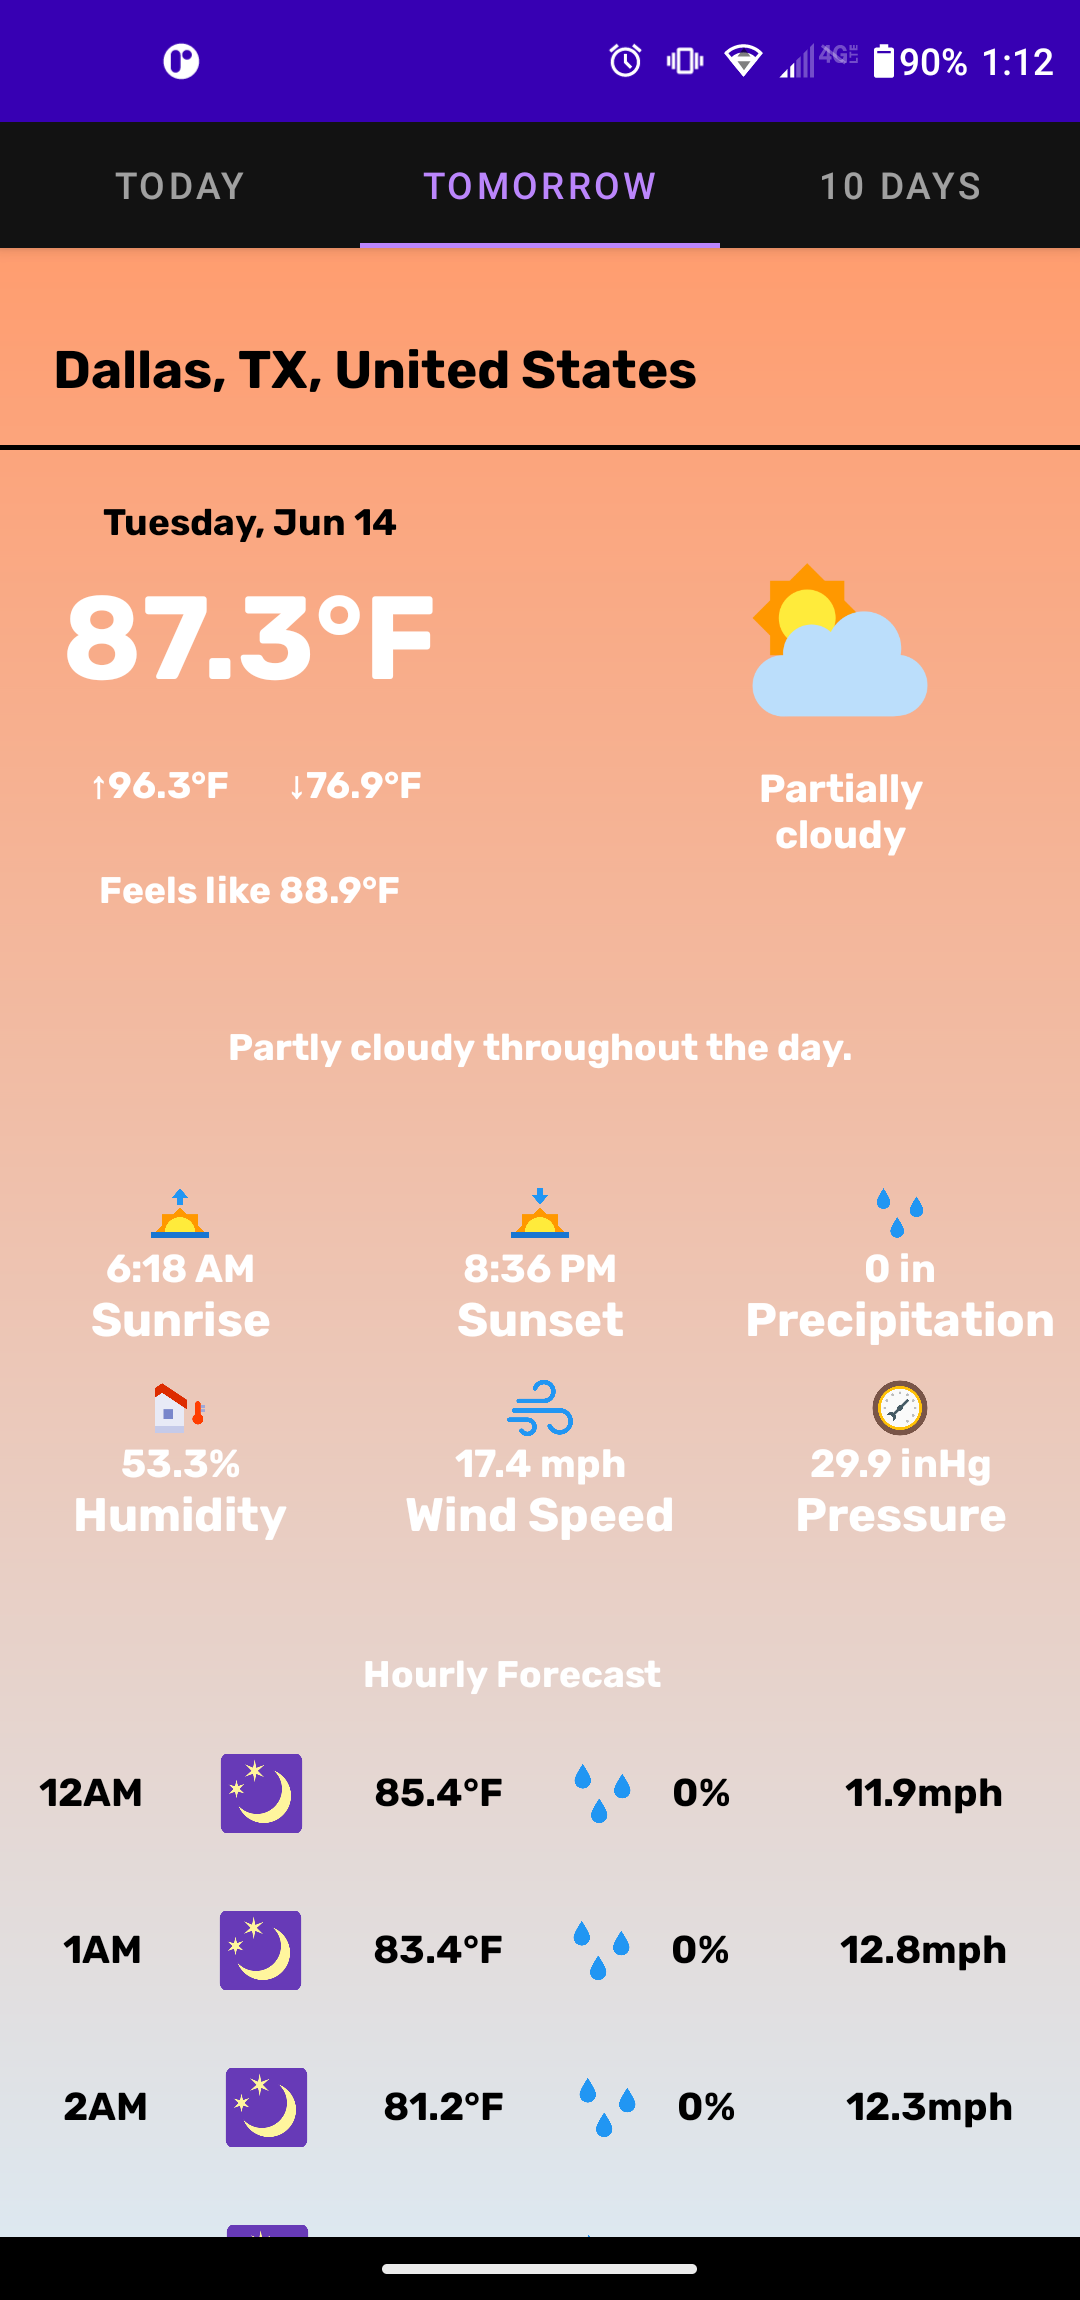 90% 1:12
TODAY TOMORROW 10 DAYS
Dallas, TX, United States
Tuesday, Jun 14
87.3°F
↑96.3°F ↓76.9°F
Partially
cloudy
Feels like 88.9°F
Partly cloudy throughout the day.
6:18 AM 8:36 PM 0 in
Sunrise Sunset Precipitation
53.3% 17.4 mph 29.9 inHg
Humidity Wind Speed Pressure
Hourly Forecast
12AM 85.4°F 0% 11.9mph
1AM 83.4°F 0% 12.8mph
2AM 81.2°F 0% 12.3mph